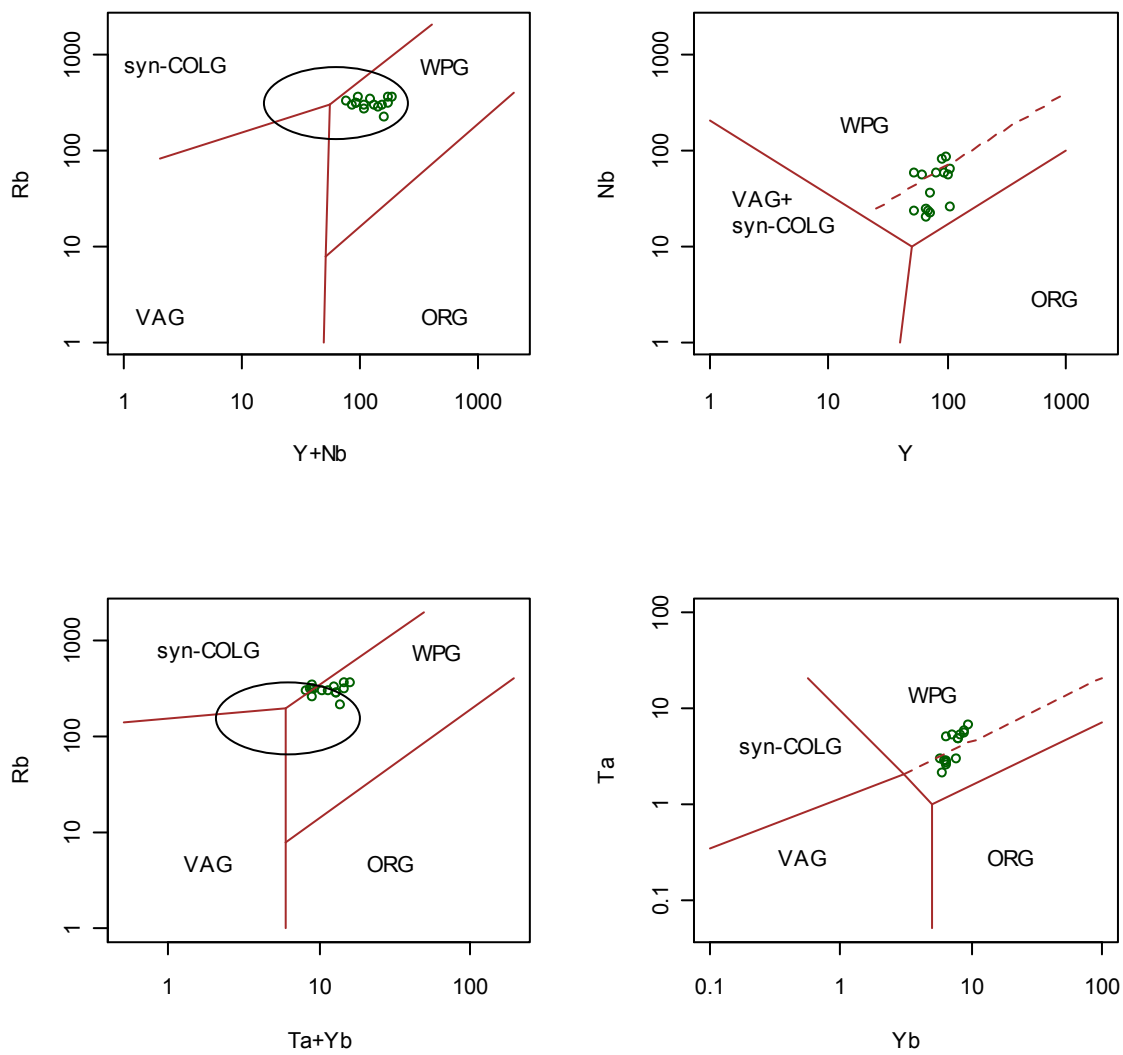 syn-COLG
WPG
VAG
ORG
Rb
1
10
100
1000
1
10
100
1000
Y+Nb
WPG
VAG+
syn-COLG
ORG
Nb
1
10
100
1000
1
10
100
1000
Y
syn-COLG
WPG
VAG
ORG
Rb
1
10
100
1000
1
10
100
Ta+Yb
WPG
syn-COLG
VAG
ORG
Ta
0.1
1
10
100
0.1
1
10
100
Yb